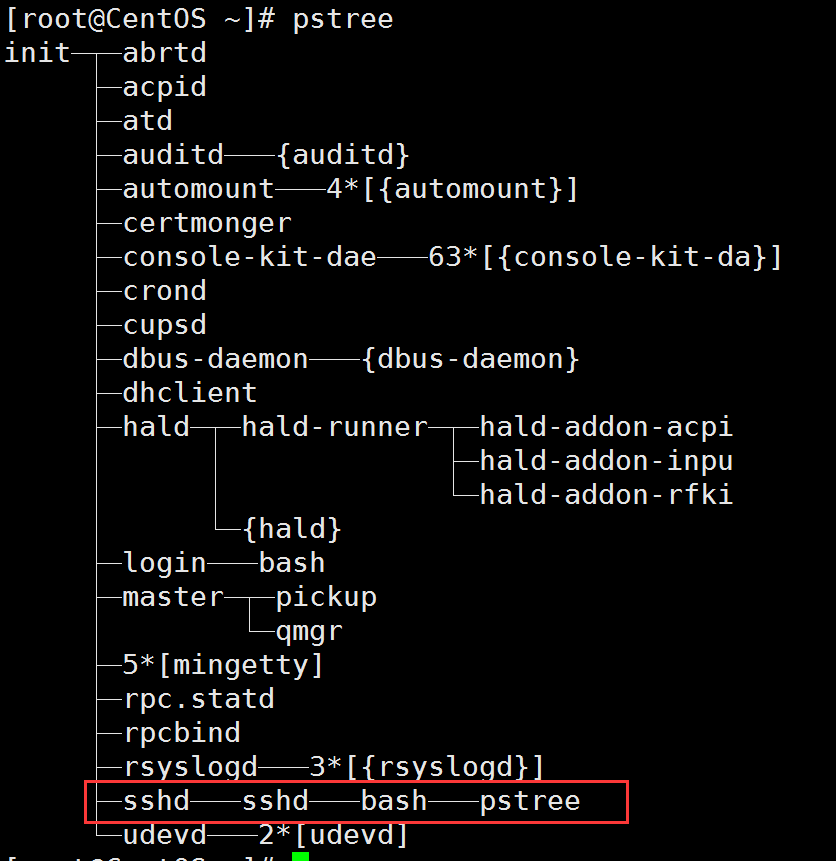 [root@CentOS ~]# pstree
init─┬─abrtd
     ├─acpid
     ├─atd
     ├─auditd───{auditd}
     ├─automount───4*[{automount}]
     ├─certmonger
     ├─console-kit-dae───63*[{console-kit-da}]
     ├─crond
     ├─cupsd
     ├─dbus-daemon───{dbus-daemon}
     ├─dhclient
     ├─hald─┬─hald-runner─┬─hald-addon-acpi
     │      │             ├─hald-addon-inpu
     │      │             └─hald-addon-rfki
     │      └─{hald}
     ├─login───bash
     ├─master─┬─pickup
     │        └─qmgr
     ├─5*[mingetty]
     ├─rpc.statd
     ├─rpcbind
     ├─rsyslogd───3*[{rsyslogd}]
     ├─sshd───sshd───bash───pstree
     └─udevd───2*[udevd]
[root@CentOS ~]#